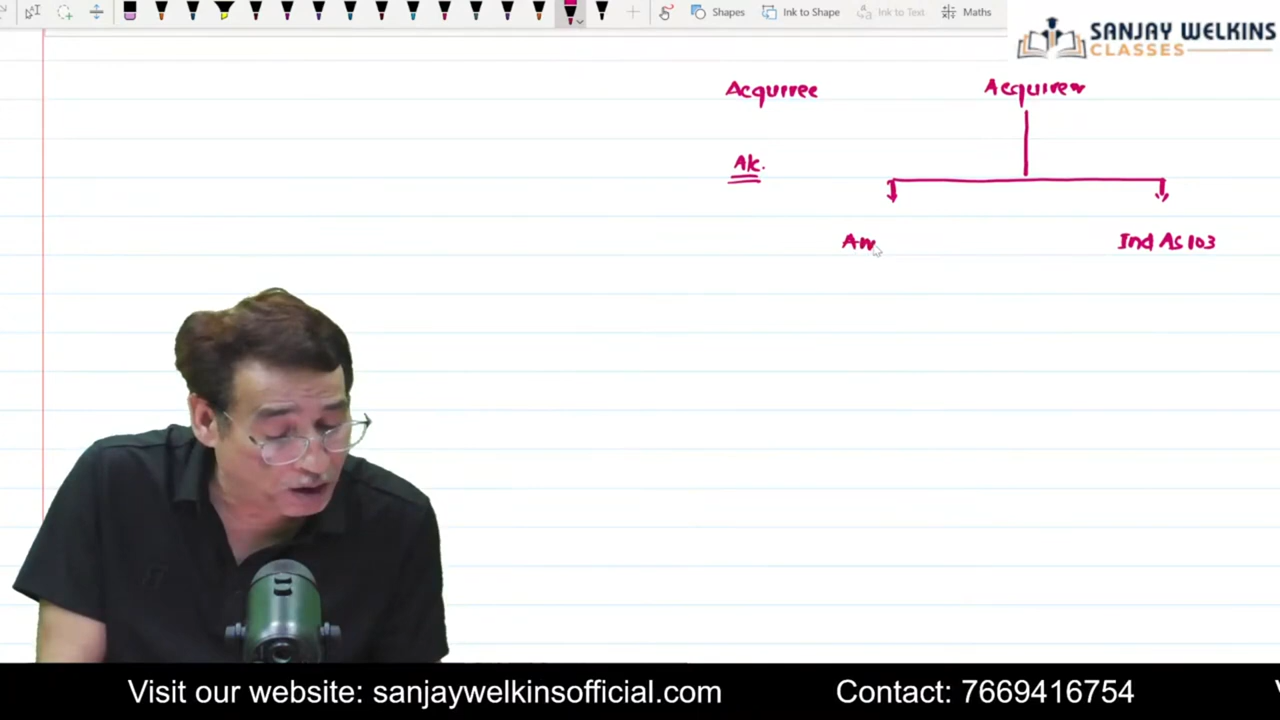 Shapes Ink to Shape Ink to Text Maths
SANJAY WELKINS
CLASSES
Acquiree Acquirer
Ak.
An Ind As 103
Visit our website: sanjaywelkinsofficial.com Contact: 7669416754